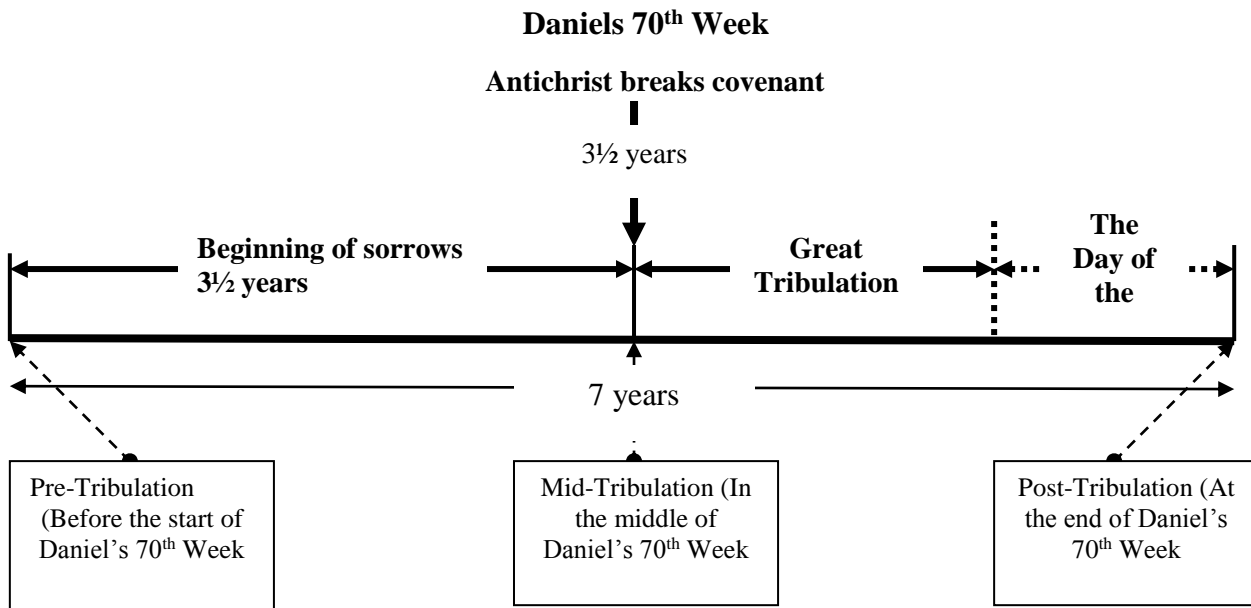 Daniels 70th Week
Antichrist breaks covenant
3½ years
Beginning of sorrows
3½ years
Great
Tribulation
The
Day of
the
7 years
Pre-Tribulation
(Before the start of
Daniel’s 70th Week
Mid-Tribulation (In
the middle of
Daniel’s 70th Week
Post-Tribulation (At
the end of Daniel’s
70th Week